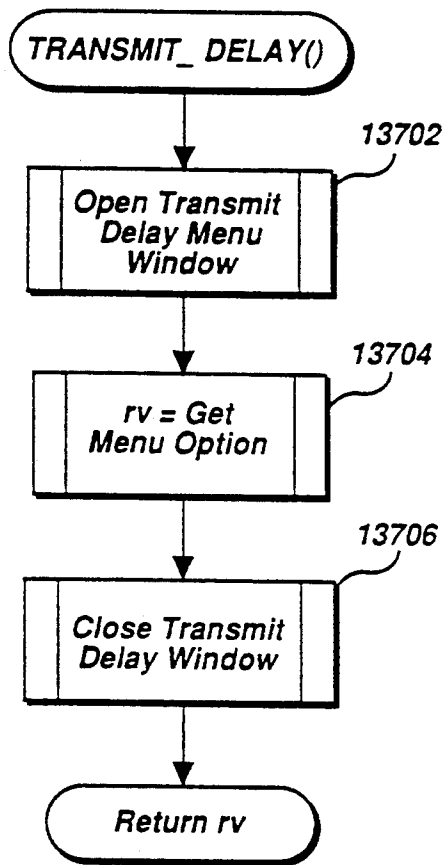 TRANSMIT_ DELAY()
13702
Open Transmit
Delay Menu
Window
13704
rv = Get
Menu Option
13706
Close Transmit
Delay Window
Return rv